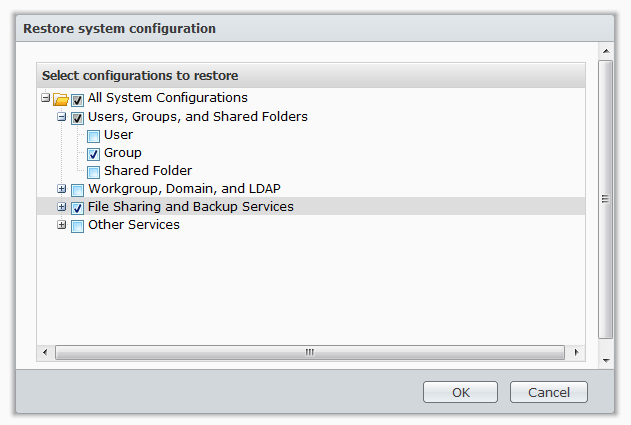 Restore system configuration
Select configurations to restore
All System Configurations
Users, Groups, and Shared Folders
User
Group
Shared Folder
Workgroup, Domain, and LDAP
File Sharing and Backup Services
Other Services
OK Cancel